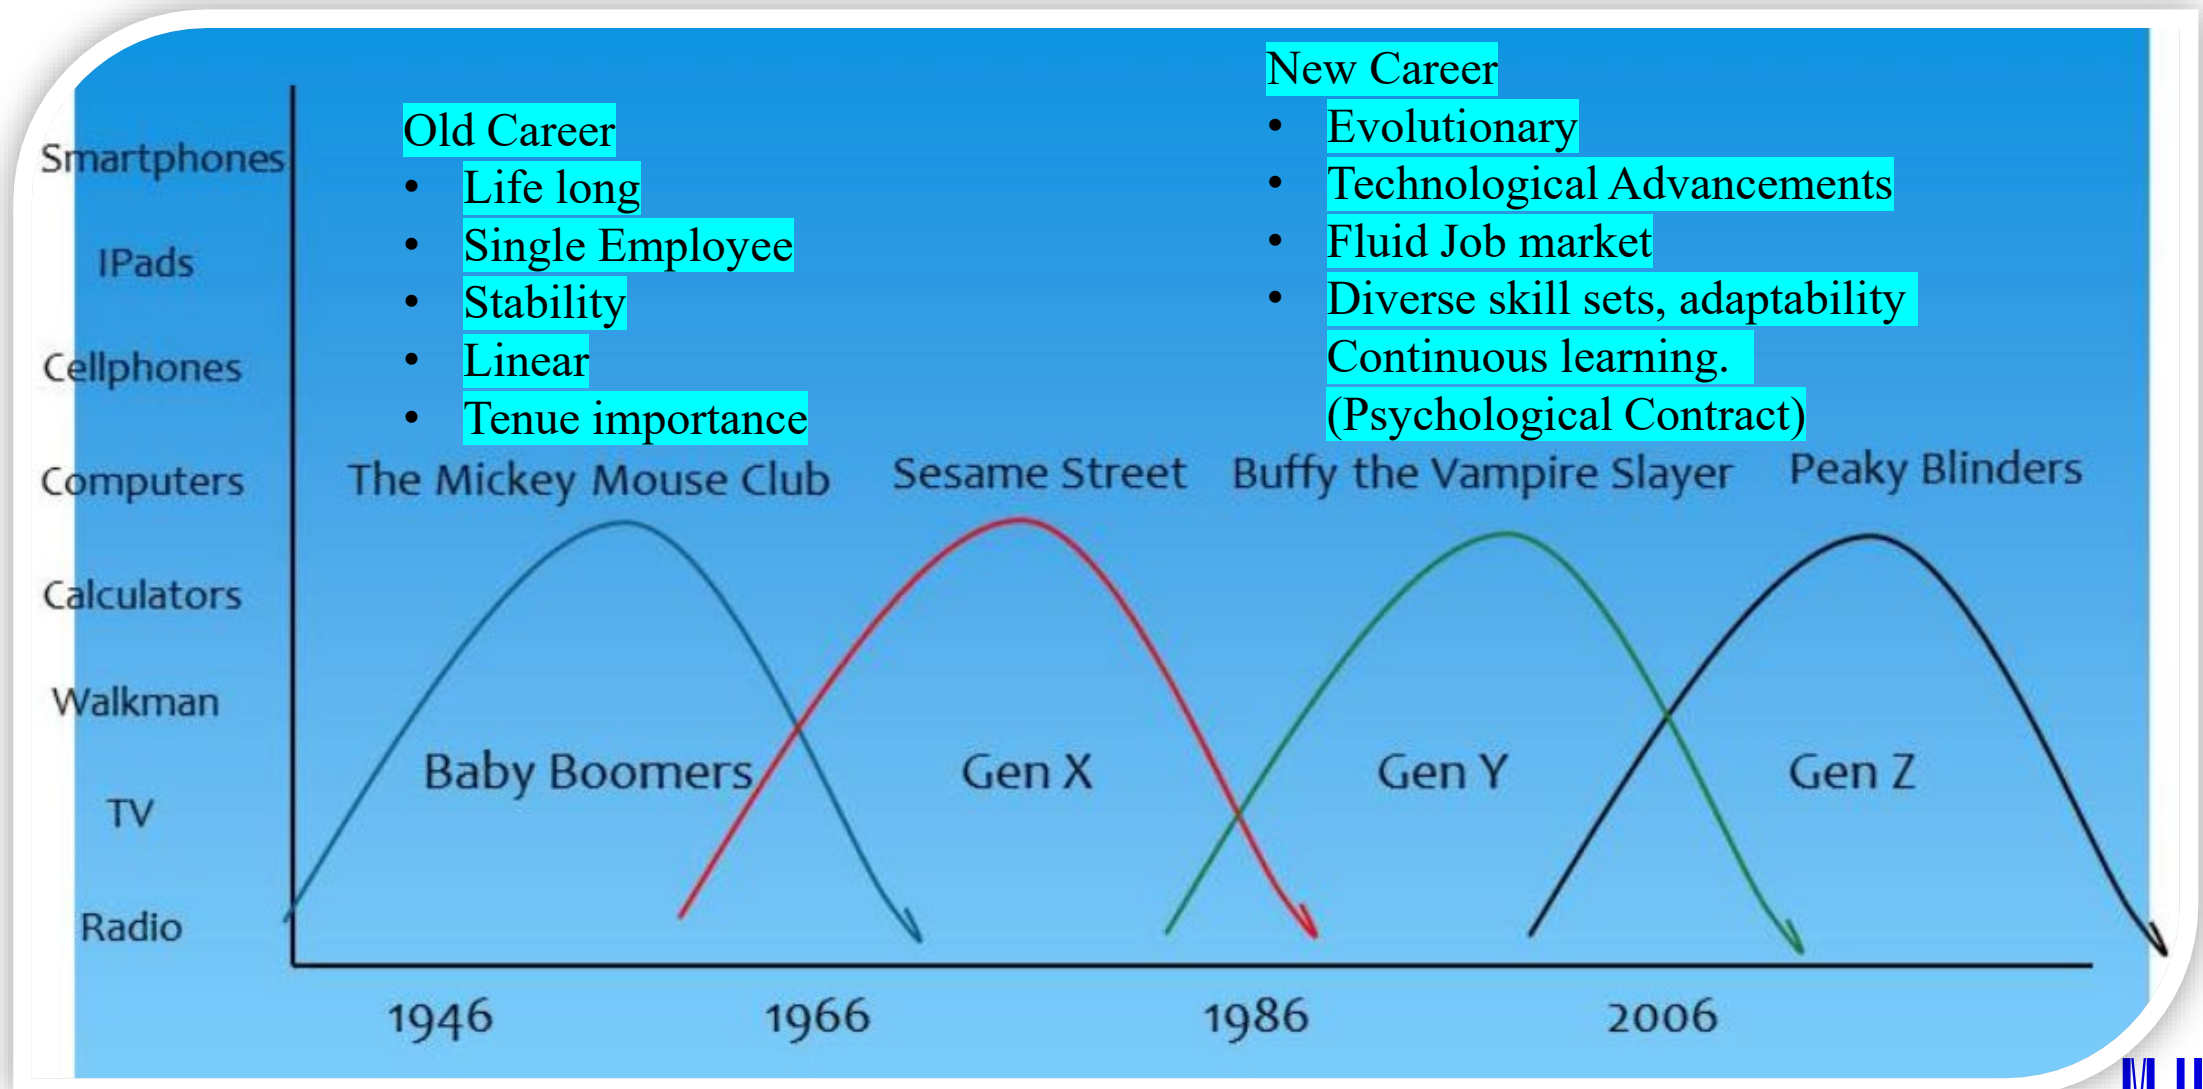 New Career
• Evolutionary
• Technological Advancements
• Fluid Job market
• Diverse skill sets, adaptability
Continuous learning.
(Psychological Contract)
Old Career
• Life long
• Single Employee
• Stability
• Linear
• Tenue importance
Smartphones
IPads
Cellphones
Computers
Calculators
Walkman
TV
Radio
The Mickey Mouse Club
Sesame Street
Buffy the Vampire Slayer
Peaky Blinders
Baby Boomers
Gen X
Gen Y
Gen Z
1946
1966
1986
2006